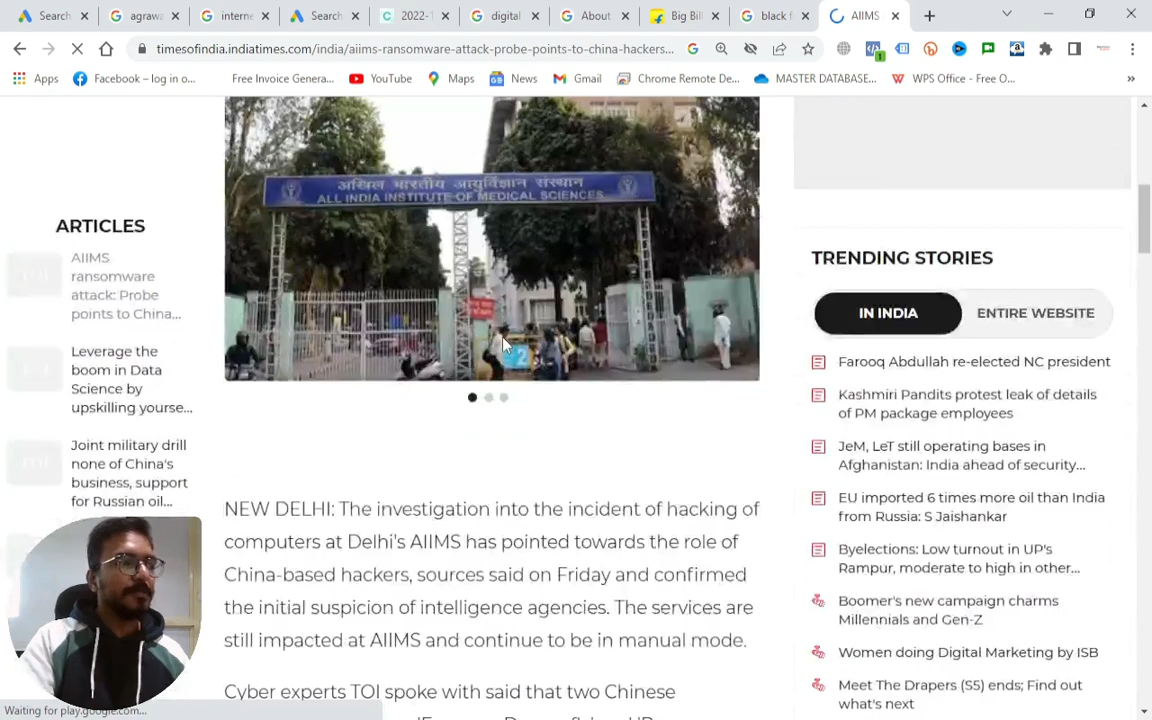 Search
agrawa
interne
Search
2022-1
digital
About
Big Bil
black f
AIIMS
timesofindia.indiatimes.com/india/aiims-ransomware-attack-probe-points-to-china-hackers...
1
Apps
Facebook – log in o...
Free Invoice Genera...
YouTube
Maps
News
Gmail
Chrome Remote De...
MASTER DATABASE...
WPS Office - Free O...
»
अखिल भारतीय आयुर्विज्ञान संस्थान
ALL INDIA INSTITUTE OF MEDICAL SCIENCES
2
ARTICLES
AIIMS
ransomware
attack: Probe
points to China...
Leverage the
boom in Data
Science by
upskilling yourse...
Joint military drill
none of China's
business, support
for Russian oil...
NEW DELHI: The investigation into the incident of hacking of
computers at Delhi's AIIMS has pointed towards the role of
China-based hackers, sources said on Friday and confirmed
the initial suspicion of intelligence agencies. The services are
still impacted at AIIMS and continue to be in manual mode.
Cyber experts TOI spoke with said that two Chinese
TRENDING STORIES
IN INDIA
ENTIRE WEBSITE
Farooq Abdullah re-elected NC president
Kashmiri Pandits protest leak of details
of PM package employees
JeM, LeT still operating bases in
Afghanistan: India ahead of security...
EU imported 6 times more oil than India
from Russia: S Jaishankar
Byelections: Low turnout in UP's
Rampur, moderate to high in other...
Boomer's new campaign charms
Millennials and Gen-Z
Women doing Digital Marketing by ISB
Meet The Drapers (S5) ends; Find out
what's next
Waiting for play.google.com...